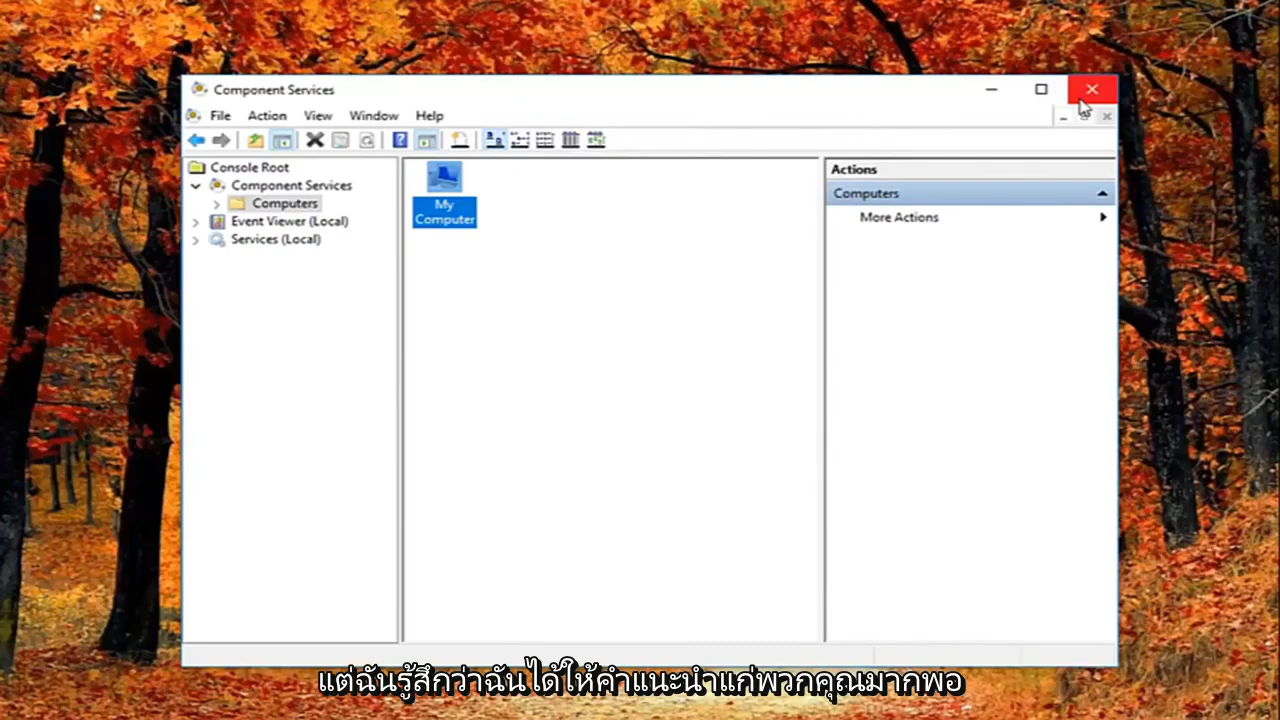 Component Services
File Action View Window Help
Console Root
Component Services
Computers
Event Viewer (Local)
Services (Local)
My
Computer
Actions
Computers
More Actions
แต่ฉันรู้สึกว่าฉันได้ให้คำแนะนำแก่พวกคุณมากพอ